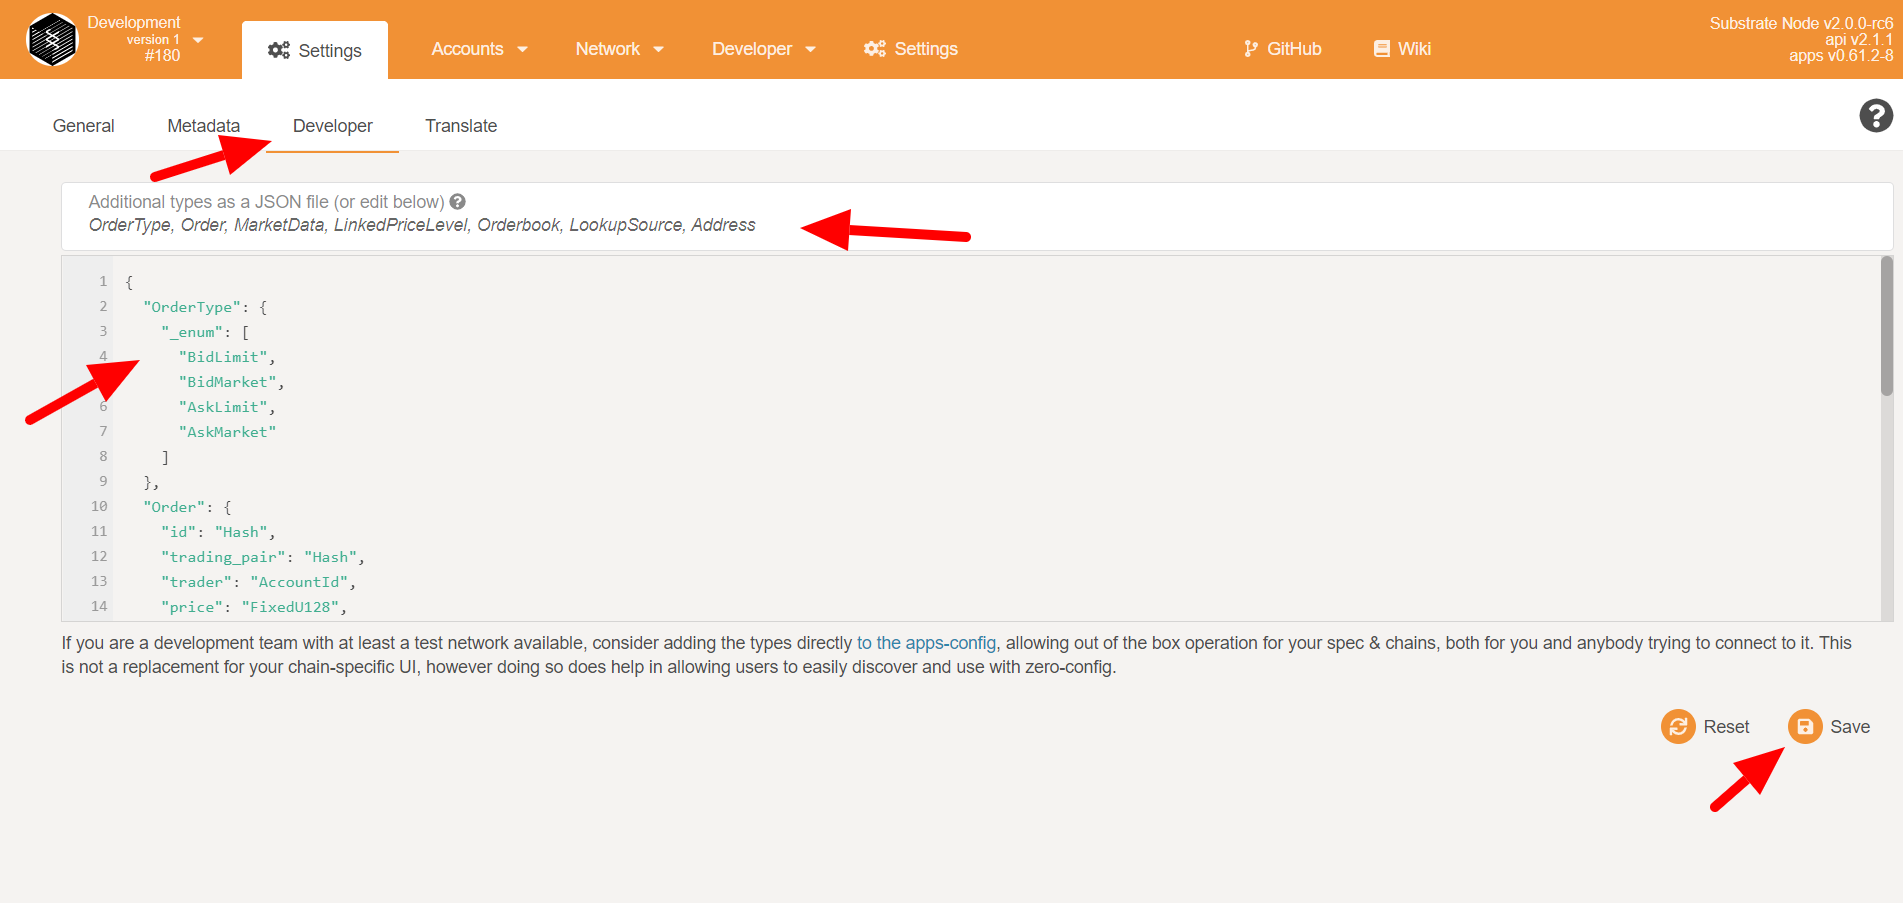 Development
version 1
#180
Settings
Accounts
Network
Developer
Settings
GitHub
Wiki
Substrate Node v2.0.0-rc6
api v2.1.1
apps v0.61.2-8
General
Metadata
Developer
Translate
Additional types as a JSON file (or edit below)
OrderType, Order, MarketData, LinkedPriceLevel, Orderbook, LookupSource, Address
1 {
2 "OrderType": {
3 "_enum": [
4 "BidLimit",
"BidMarket",
6 "AskLimit",
7 "AskMarket"
8 ]
9 },
10 "Order": {
11 "id": "Hash",
12 "trading_pair": "Hash",
13 "trader": "AccountId",
14 "price": "FixedU128",
If you are a development team with at least a test network available, consider adding the types directly to the apps-config, allowing out of the box operation for your spec & chains, both for you and anybody trying to connect to it. This
is not a replacement for your chain-specific UI, however doing so does help in allowing users to easily discover and use with zero-config.
Reset
Save